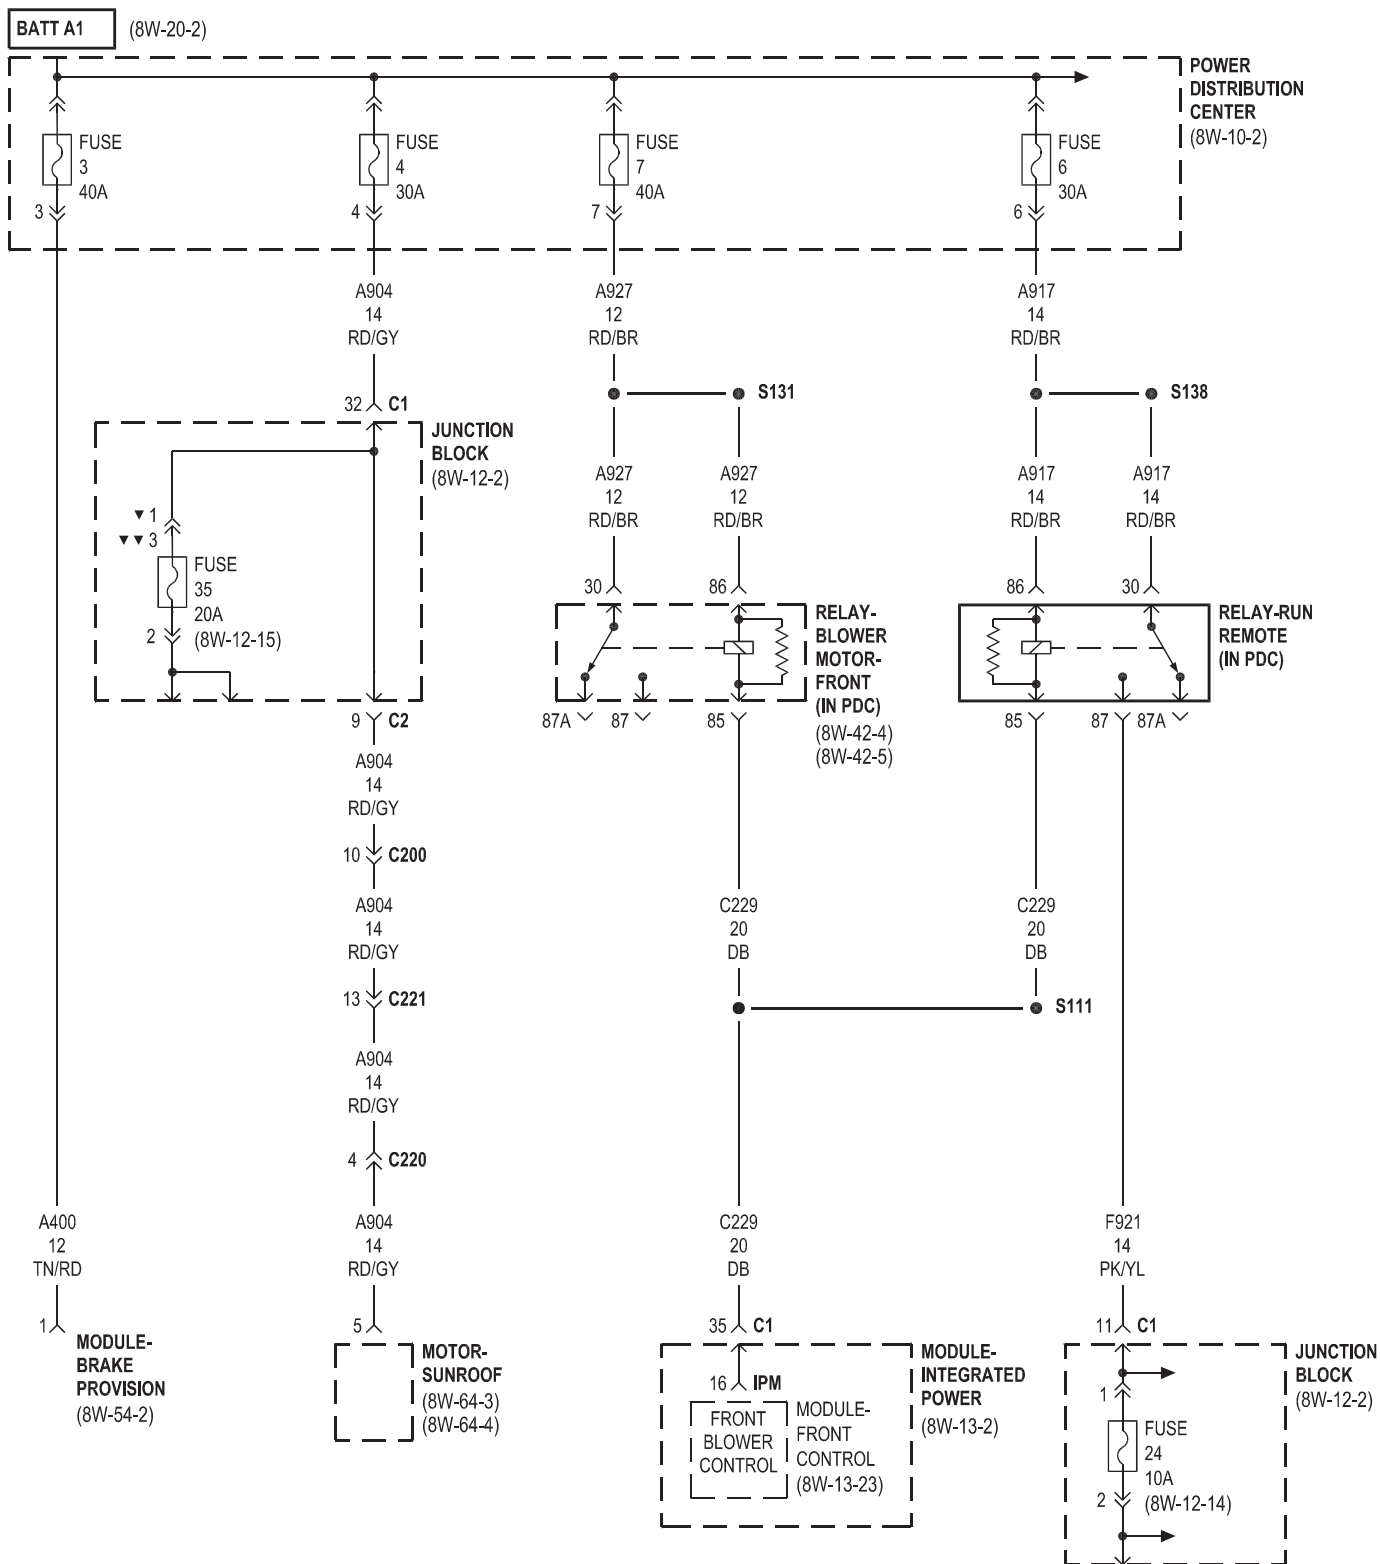 BATT A1
(8W-20-2)
POWER
DISTRIBUTION
CENTER
(8W-10-2)
FUSE
3
40A
3
FUSE
4
30A
4
FUSE
7
40A
7
FUSE
6
30A
6
A904
14
RD/GY
A927
12
RD/BR
A917
14
RD/BR
32 C1
S131
S138
JUNCTION
BLOCK
(8W-12-2)
▼ 1
▼▼ 3
FUSE
35
20A
(8W-12-15)
2
A927
12
RD/BR
A927
12
RD/BR
A917
14
RD/BR
A917
14
RD/BR
30
86
86
30
RELAY-
BLOWER
MOTOR-
FRONT
(IN PDC)
(8W-42-4)
(8W-42-5)
RELAY-RUN
REMOTE
(IN PDC)
9 C2
87A
87
85
85
87
87A
A904
14
RD/GY
10 C200
A904
14
RD/GY
C229
20
DB
C229
20
DB
13 C221
S111
A904
14
RD/GY
4 C220
A400
12
TN/RD
A904
14
RD/GY
C229
20
DB
F921
14
PK/YL
1
MODULE-
BRAKE
PROVISION
(8W-54-2)
5
MOTOR-
SUNROOF
(8W-64-3)
(8W-64-4)
35 C1
MODULE-
INTEGRATED
POWER
(8W-13-2)
16 IPM
FRONT
BLOWER
CONTROL
MODULE-
FRONT
CONTROL
(8W-13-23)
11 C1
JUNCTION
BLOCK
(8W-12-2)
1
FUSE
24
10A
(8W-12-14)
2